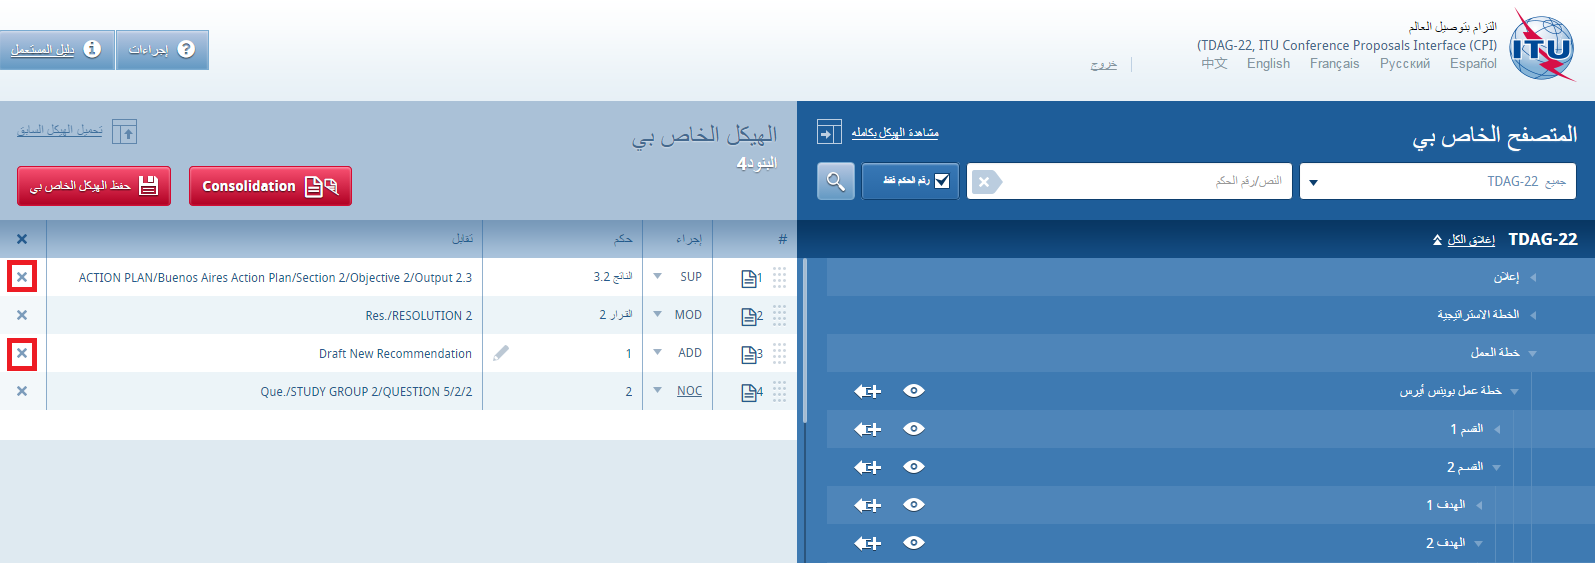 التزام بتوصيل العالم
(TDAG-22, ITU Conference Proposals Interface (CPI)
中文 English Français Русский Español
خروج
إجراءات
دليل المستعمل
ITU
المتصفح الخاص بي
مشاهدة الهيكل بكامله
جميع TDAG-22
النص/رقم الحكم
رقم الحكم فقط
TDAG-22
إغلاق الكل
إعلان
الخطة الاستراتيجية
خطة العمل
خطة عمل بوينس أيرس
القسم 1
القسم 2
الهدف 1
الهدف 2
الهيكل الخاص بي
البنود4
تحميل الهيكل السابق
Consolidation
حفظ الهيكل الخاص بي
# إجراء حكم تقابل
1 SUP الناتج 3.2 ACTION PLAN/Buenos Aires Action Plan/Section 2/Objective 2/Output 2.3
2 MOD القرار 2 Res./RESOLUTION 2
3 ADD 1 Draft New Recommendation
4 NOC 2 Que./STUDY GROUP 2/QUESTION 5/2/2